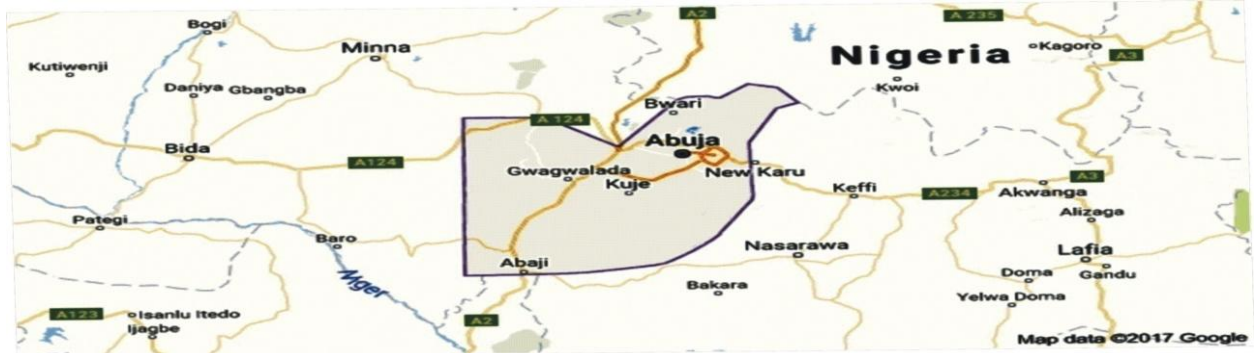 A2
A 235
Bogi
Nigeria
Kagoro
Minna
A3
Kutiwenji
Kwoi
Daniya
Gbangba
Bwari
A 124
Abuja
Bida
A124
Gwagwalada
New Karu
A3
Kuje
Keffi
A234
Akwanga
Pategi
Alizaga
Baro
Nasarawa
Lafia
Abaji
Doma
Gandu
Niger
Bakara
Yelwa Doma
A123
Isanlu Itedo
A2
Ijagbe
Map data ©2017 Google